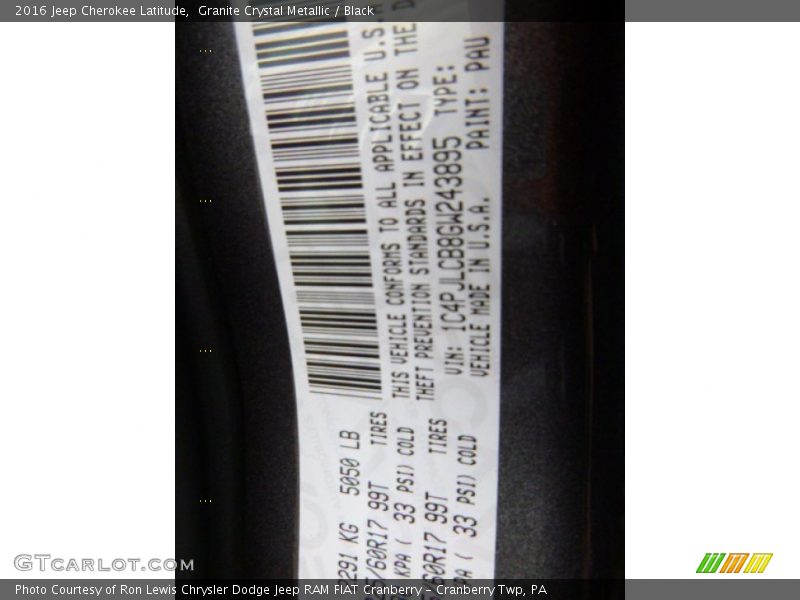 2016 Jeep Cherokee Latitude,  Granite Crystal Metallic / Black
THIS VEHICLE CONFORMS TO ALL APPLICABLE U.S.A
THEFT PREVENTION STANDARDS IN EFFECT ON THE D
VIN: 1C4PJLCB8GW243895 TYPE:
VEHICLE MADE IN U.S.A. PAINT: PAU
2291 KG 5050 LB
/60R17 99T TIRES
KPA ( 33 PSI) COLD
/60R17 99T TIRES
PA ( 33 PSI) COLD
GTCarlot.com
Photo Courtesy of Ron Lewis Chrysler Dodge Jeep RAM FIAT Cranberry – Cranberry Twp, PA